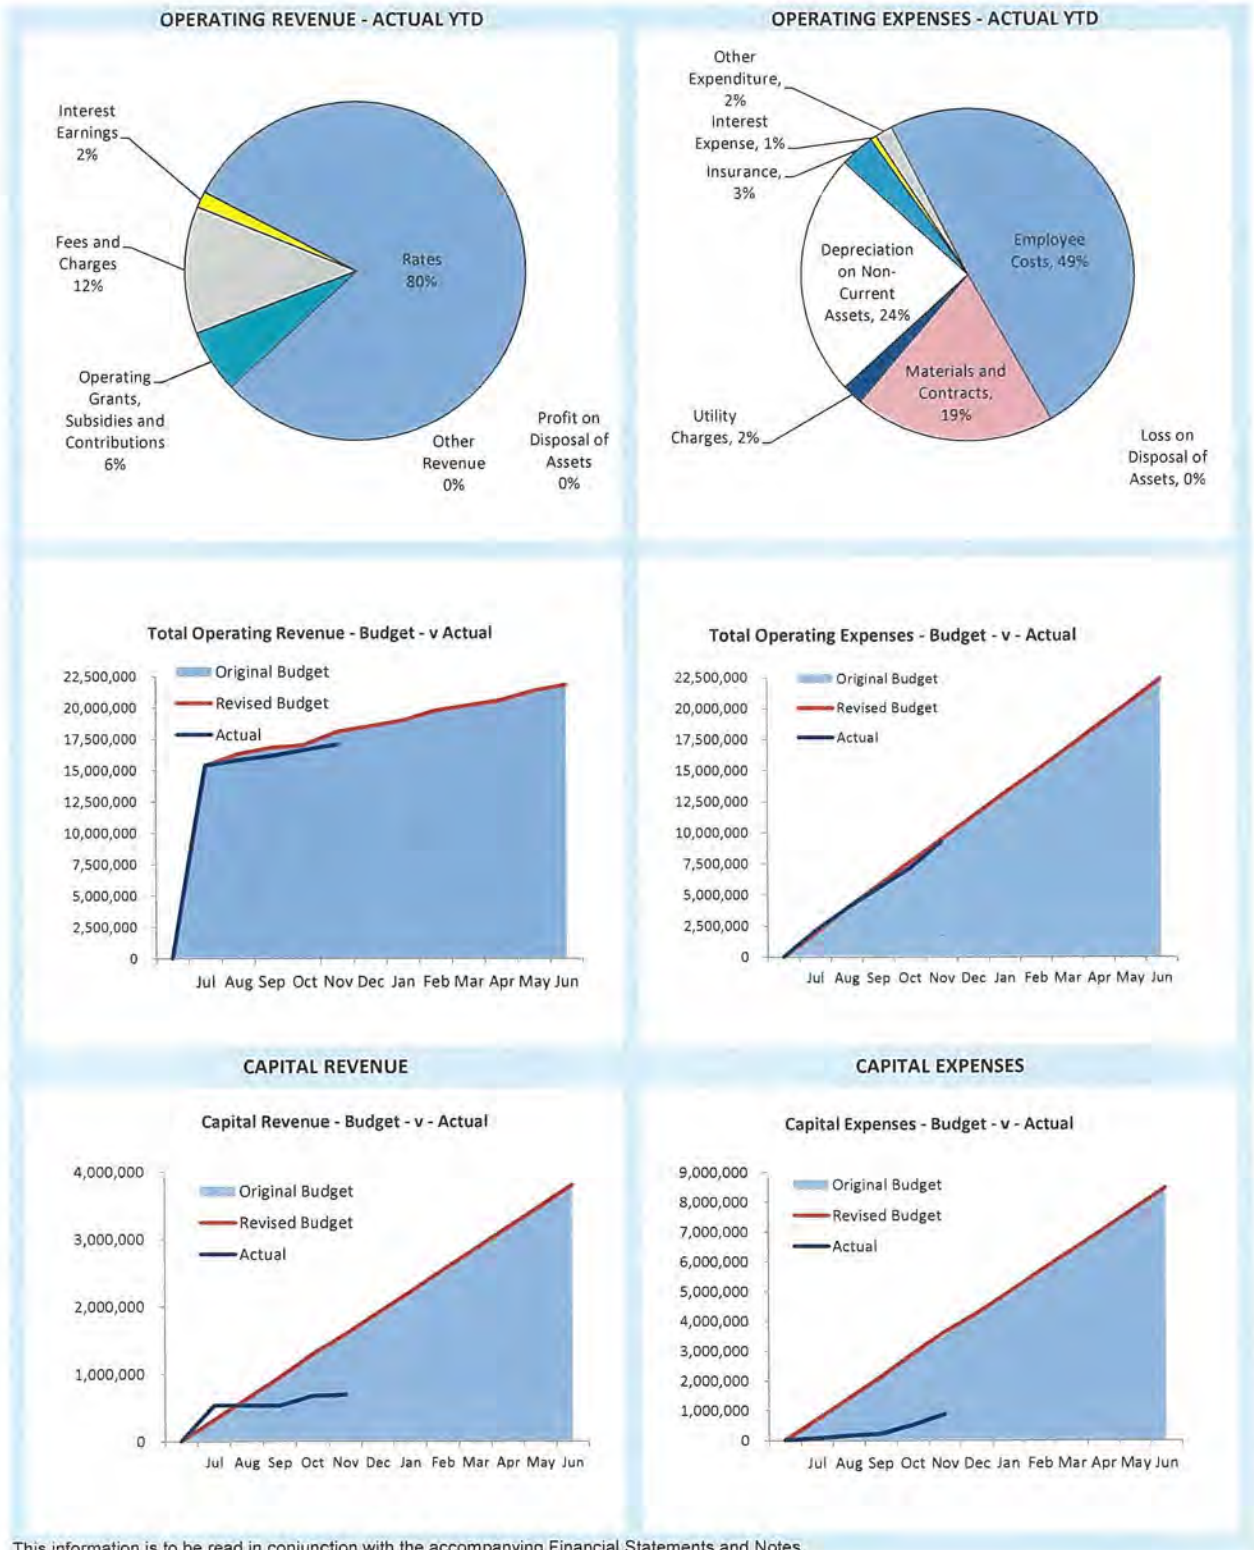 OPERATING REVENUE - ACTUAL YTD
Interest
Earnings
2%
Fees and
Charges
12%
Operating
Grants,
Subsidies and
Contributions
6%
Rates
80%
Other
Revenue
0%
Profit on
Disposal of
Assets
0%
OPERATING EXPENSES - ACTUAL YTD
Other
Expenditure,
2%
Interest
Expense, 1%
Insurance,
3%
Depreciation
on Non-
Current
Assets, 24%
Employee
Costs, 49%
Materials and
Contracts,
19%
Utility
Charges, 2%
Loss on
Disposal of
Assets, 0%
Total Operating Revenue - Budget - v Actual
Original Budget
Revised Budget
Actual
22,500,000
20,000,000
17,500,000
15,000,000
12,500,000
10,000,000
7,500,000
5,000,000
2,500,000
0
Jul Aug Sep Oct Nov Dec Jan Feb Mar Apr May Jun
Total Operating Expenses - Budget - v - Actual
Original Budget
Revised Budget
Actual
22,500,000
20,000,000
17,500,000
15,000,000
12,500,000
10,000,000
7,500,000
5,000,000
2,500,000
0
Jul Aug Sep Oct Nov Dec Jan Feb Mar Apr May Jun
CAPITAL REVENUE
Capital Revenue - Budget - v - Actual
Original Budget
Revised Budget
Actual
4,000,000
3,000,000
2,000,000
1,000,000
0
Jul Aug Sep Oct Nov Dec Jan Feb Mar Apr May Jun
CAPITAL EXPENSES
Capital Expenses - Budget - v - Actual
Original Budget
Revised Budget
Actual
9,000,000
8,000,000
7,000,000
6,000,000
5,000,000
4,000,000
3,000,000
2,000,000
1,000,000
0
Jul Aug Sep Oct Nov Dec Jan Feb Mar Apr May Jun
This information is to be read in conjunction with the accompanying Financial Statements and Notes